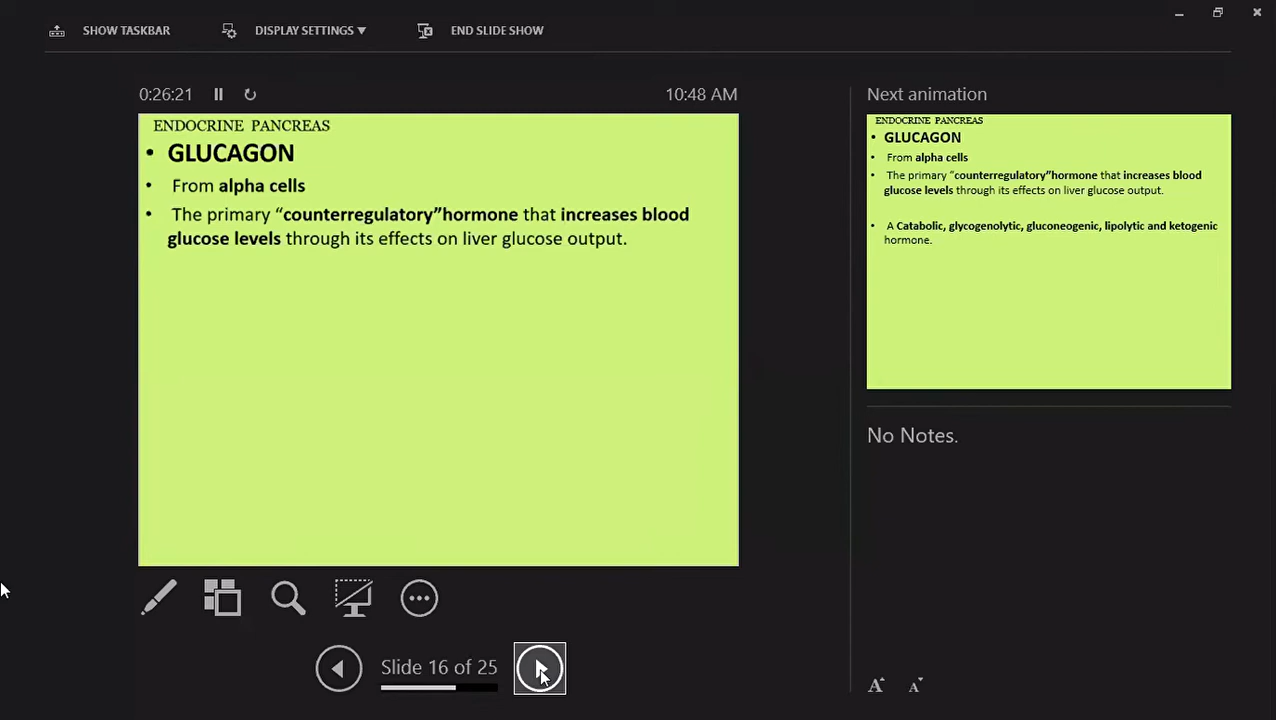 SHOW TASKBAR DISPLAY SETTINGS ▼ END SLIDE SHOW
0:26:21 10:48 AM
ENDOCRINE PANCREAS
• GLUCAGON
• From alpha cells
• The primary “counterregulatory”hormone that increases blood
glucose levels through its effects on liver glucose output.
Slide 16 of 25
Next animation
ENDOCRINE PANCREAS
• GLUCAGON
• From alpha cells
• The primary “counterregulatory”hormone that increases blood
glucose levels through its effects on liver glucose output.
• A Catabolic, glycogenolytic, gluconeogenic, lipolytic and ketogenic
hormone.
No Notes.
A A